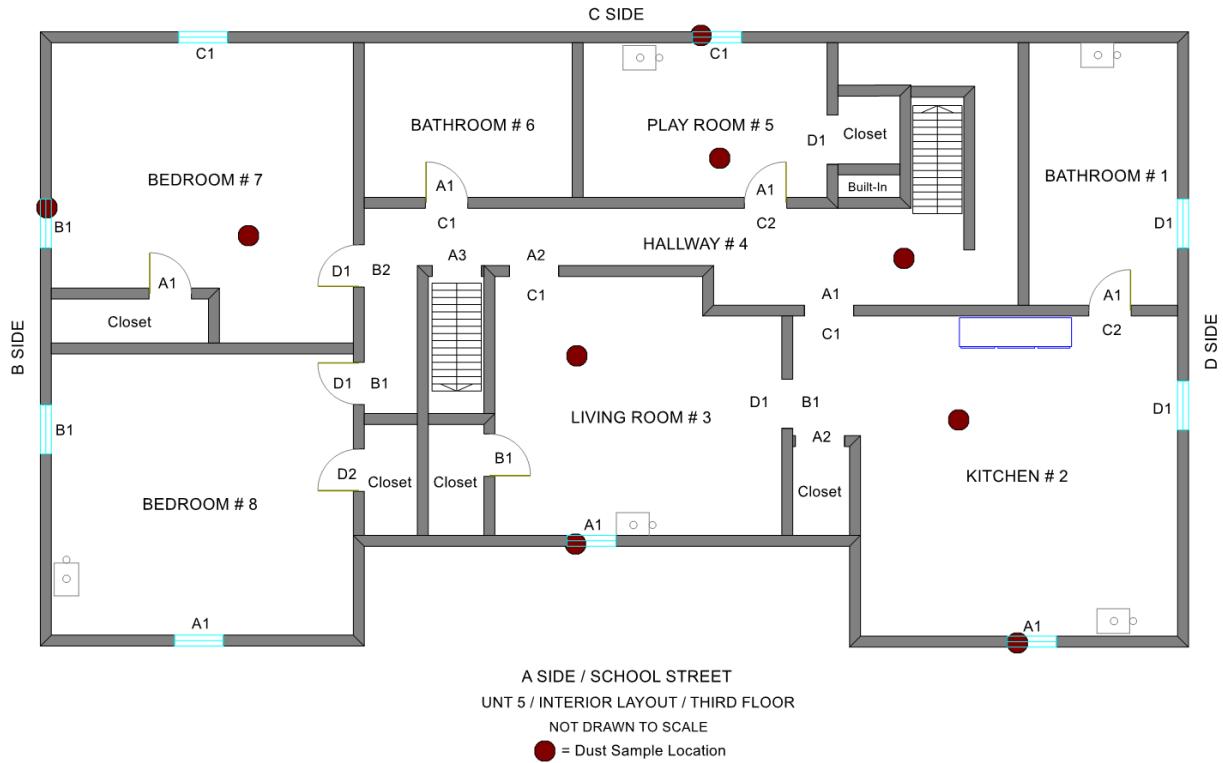 C SIDE
C1
C1
BATHROOM # 6
PLAY ROOM # 5
D1
Closet
BEDROOM # 7
BATHROOM # 1
A1
A1
Built-In
B1
C1
C2
D1
HALLWAY # 4
D1
B2
A3
A2
A1
C1
A1
A1
Closet
C1
C2
B SIDE
D SIDE
D1
B1
D1
B1
D1
B1
LIVING ROOM # 3
A2
D2
Closet
Closet
B1
KITCHEN # 2
Closet
BEDROOM # 8
A1
A1
A1
A SIDE / SCHOOL STREET
UNT 5 / INTERIOR LAYOUT / THIRD FLOOR
NOT DRAWN TO SCALE
= Dust Sample Location